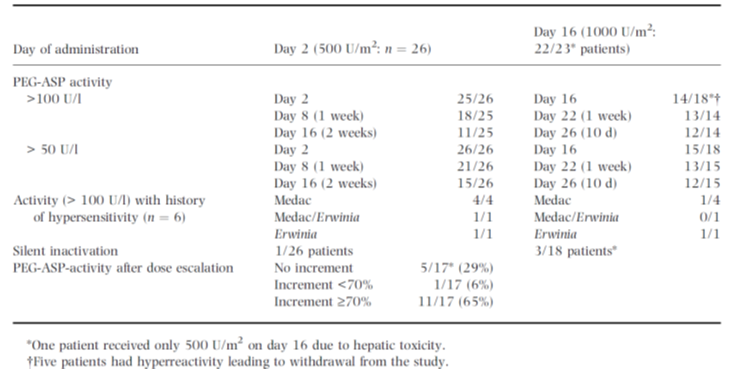 Day of administration Day 2 (500 U/m²: n = 26) Day 16 (1000 U/m²: 22/23* patients)
PEG-ASP activity
>100 U/l Day 2 25/26 Day 16 14/18*†
Day 8 (1 week) 18/25 Day 22 (1 week) 13/14
Day 16 (2 weeks) 11/25 Day 26 (10 d) 12/14
> 50 U/l Day 2 26/26 Day 16 15/18
Day 8 (1 week) 21/26 Day 22 (1 week) 13/15
Day 16 (2 weeks) 15/26 Day 26 (10 d) 12/15
Activity (> 100 U/l) with history Medac 4/4 Medac 1/4
of hypersensitivity (n = 6) Medac/Erwinia 1/1 Medac/Erwinia 0/1
Erwinia 1/1 Erwinia 1/1
Silent inactivation 1/26 patients 3/18 patients*
PEG-ASP-activity after dose escalation No increment 5/17* (29%)
Increment <70% 1/17 (6%)
Increment ≥70% 11/17 (65%)
*One patient received only 500 U/m² on day 16 due to hepatic toxicity.
†Five patients had hyperreactivity leading to withdrawal from the study.